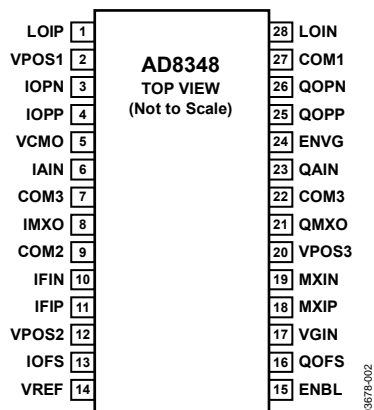 LOIP 1
VPOS1 2
IOPN 3
IOPP 4
VCMO 5
IAIN 6
COM3 7
IMXO 8
COM2 9
IFIN 10
IFIP 11
VPOS2 12
IOFS 13
VREF 14
AD8348
TOP VIEW
(Not to Scale)
28 LOIN
27 COM1
26 QOPN
25 QOPP
24 ENVG
23 QAIN
22 COM3
21 QMXO
20 VPOS3
19 MXIN
18 MXIP
17 VGIN
16 QOFS
15 ENBL
3678-002